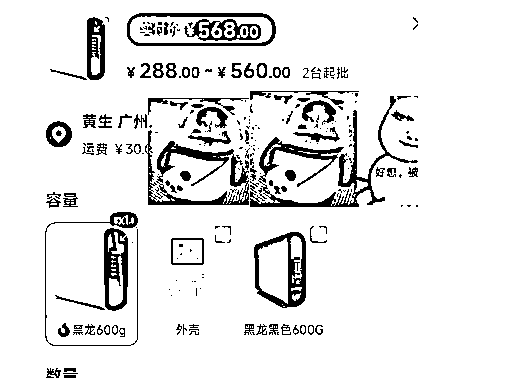 实付价 ¥568.00
¥288.00 ~ ¥560.00 2台起批
黄生 广州
运费 ¥30.0
好想，被
容量
x1
黑龙600g
外壳
黑龙黑色600G
数量